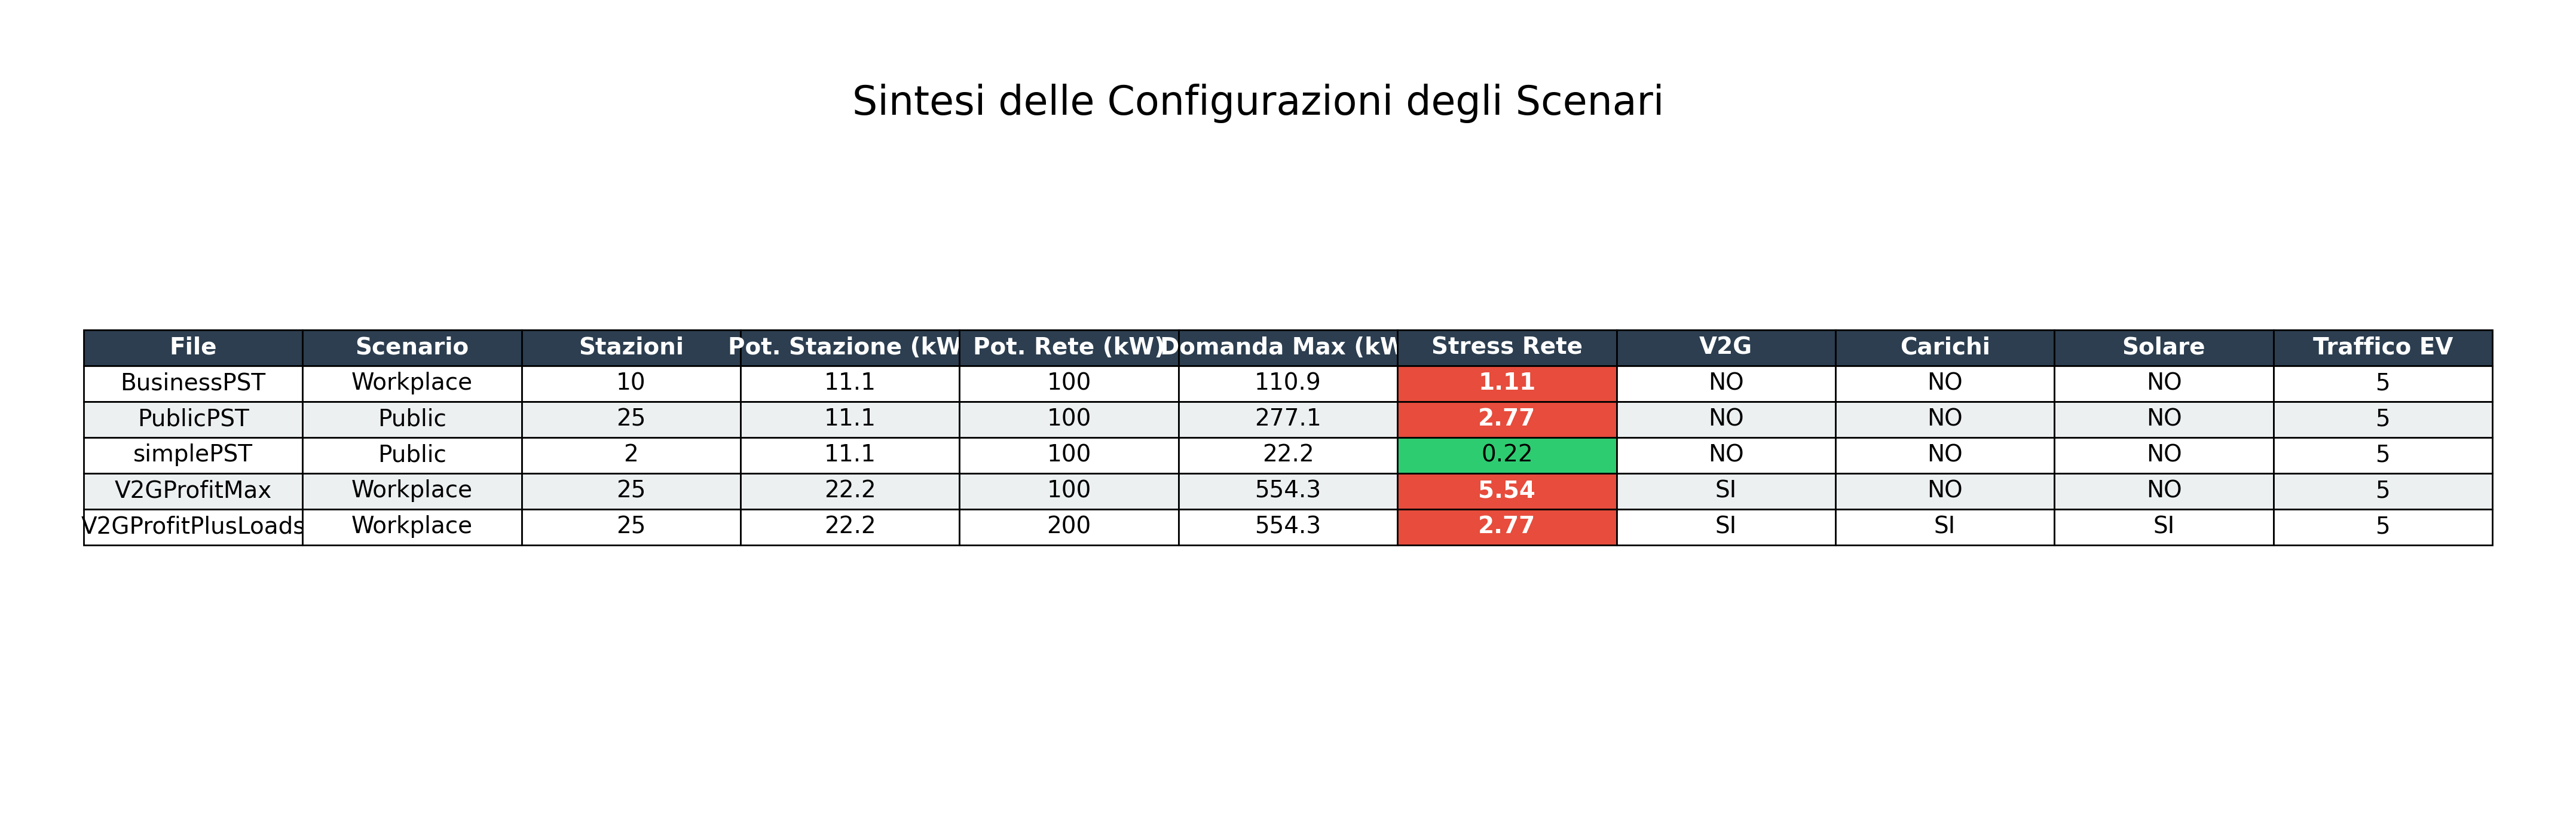 Sintesi delle Configurazioni degli Scenari
File Scenario Stazioni Pot. Stazione (kW Pot. Rete (kW) Domanda Max (kW Stress Rete V2G Carichi Solare Traffico EV
BusinessPST Workplace 10 11.1 100 110.9 1.11 NO NO NO 5
PublicPST Public 25 11.1 100 277.1 2.77 NO NO NO 5
simplePST Public 2 11.1 100 22.2 0.22 NO NO NO 5
V2GProfitMax Workplace 25 22.2 100 554.3 5.54 SI NO NO 5
V2GProfitPlusLoads Workplace 25 22.2 200 554.3 2.77 SI SI SI 5